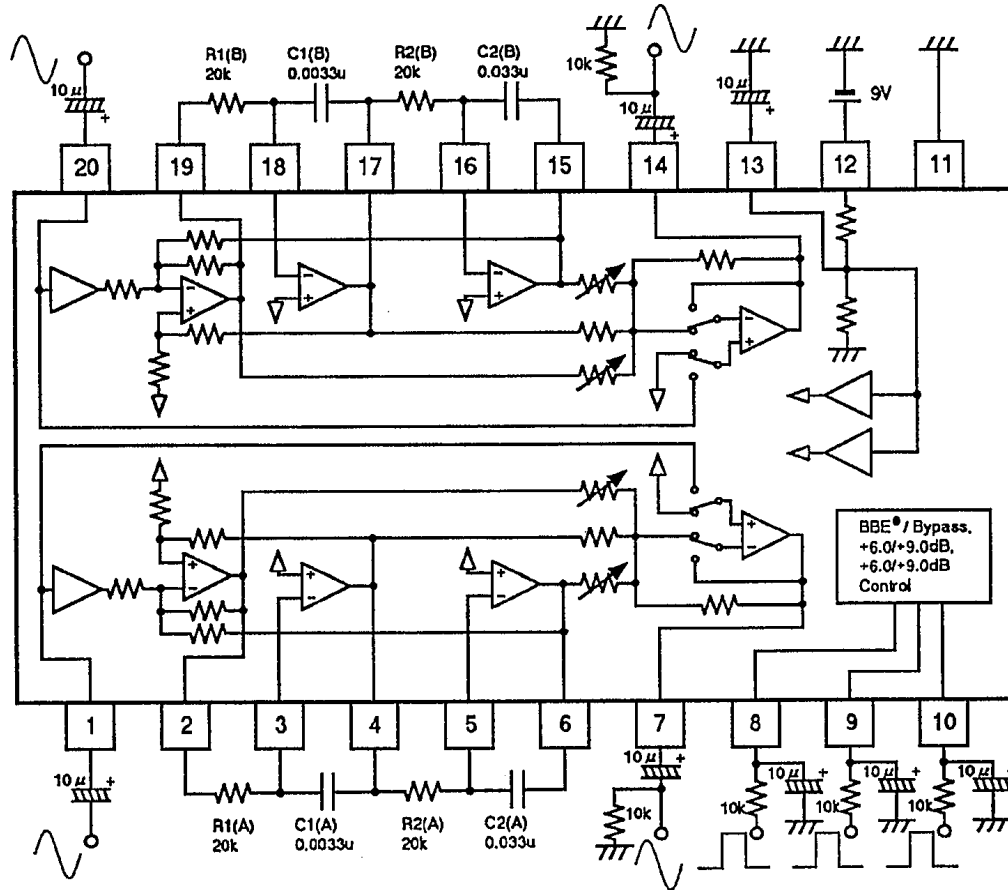 R1(B)
20k
C1(B)
0.0033u
R2(B)
20k
C2(B)
0.033u
10k
10μ
+
10μ
+
10μ
+
9V
20
19
18
17
16
15
14
13
12
11
-
+
-
+
-
+
-
+
+
-
+
-
+
-
+
-
BBE® / Bypass,
+6.0/+9.0dB,
+6.0/+9.0dB
Control
1
2
3
4
5
6
7
8
9
10
10μ
+
R1(A)
20k
C1(A)
0.0033u
R2(A)
20k
C2(A)
0.033u
10μ
+
10k
10μ
+
10k
10μ
+
10k
10μ
+
10k